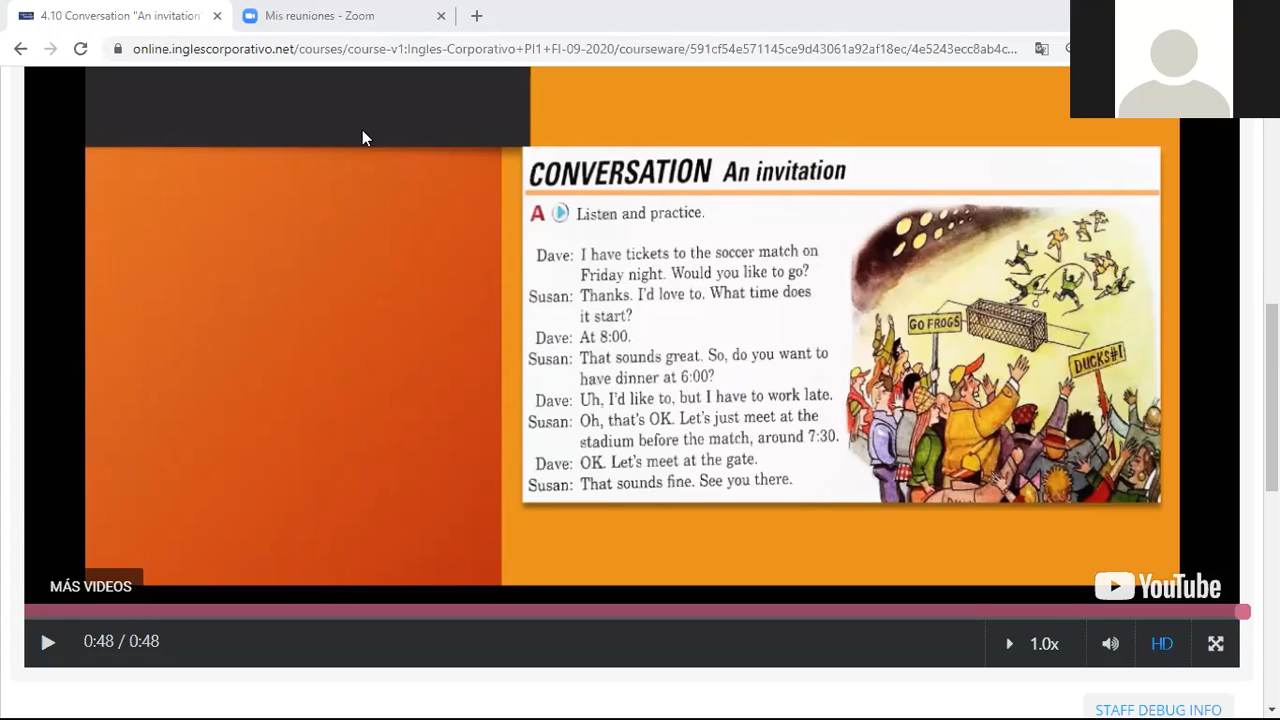 4.10 Conversation "An invitation"
Mis reuniones - Zoom
online.inglescorporativo.net/courses/course-v1:Ingles-Corporativo+PI1+FI-09-2020/courseware/591cf54e571145ce9d43061a92af18ec/4e5243ecc8ab4c...
CONVERSATION An invitation
A Listen and practice.
Dave: I have tickets to the soccer match on
Friday night. Would you like to go?
Susan: Thanks. I'd love to. What time does
it start?
Dave: At 8:00.
Susan: That sounds great. So, do you want to
have dinner at 6:00?
Dave: Uh, I'd like to, but I have to work late.
Susan: Oh, that's OK. Let's just meet at the
stadium before the match, around 7:30.
Dave: OK. Let's meet at the gate.
Susan: That sounds fine. See you there.
GO FROGS
DUCKS#1
MÁS VIDEOS
YouTube
0:48 / 0:48
1.0x
HD
STAFF DEBUG INFO